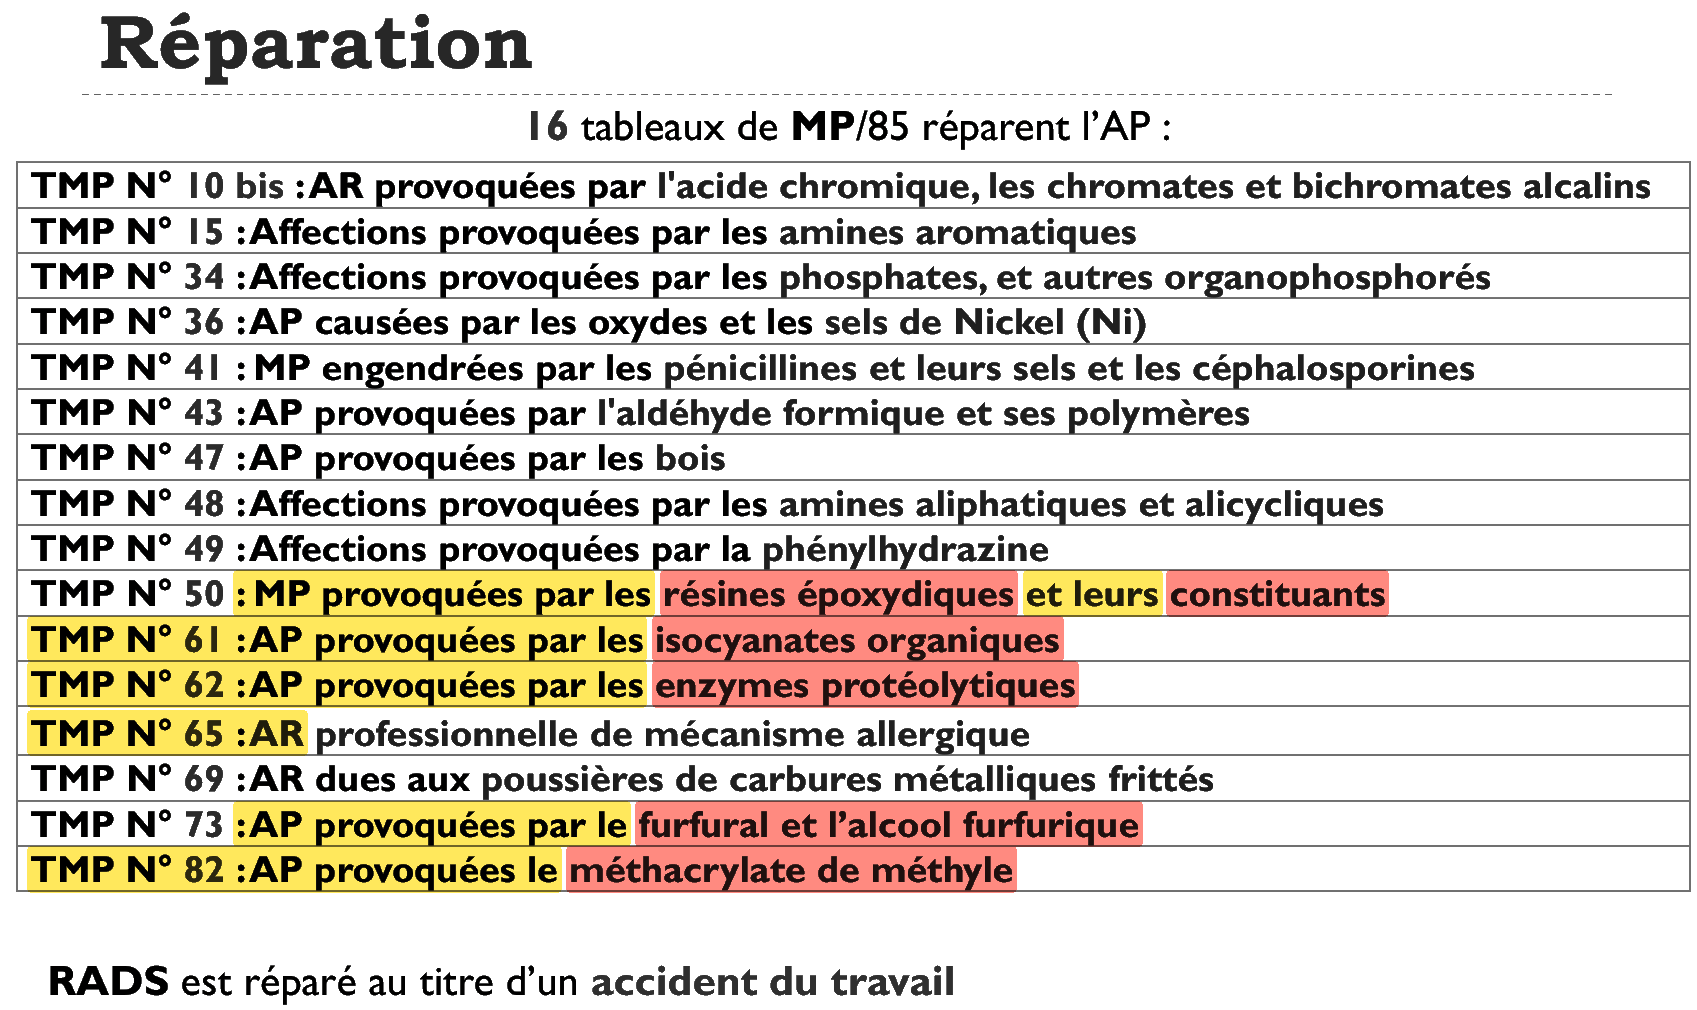 Réparation
16 tableaux de MP/85 réparent l’AP :
TMP N° 10 bis : AR provoquées par l'acide chromique, les chromates et bichromates alcalins
TMP N° 15 : Affections provoquées par les amines aromatiques
TMP N° 34 : Affections provoquées par les phosphates, et autres organophosphorés
TMP N° 36 : AP causées par les oxydes et les sels de Nickel (Ni)
TMP N° 41 : MP engendrées par les pénicillines et leurs sels et les céphalosporines
TMP N° 43 : AP provoquées par l'aldéhyde formique et ses polymères
TMP N° 47 : AP provoquées par les bois
TMP N° 48 : Affections provoquées par les amines aliphatiques et alicycliques
TMP N° 49 : Affections provoquées par la phénylhydrazine
TMP N° 50 : MP provoquées par les résines époxydiques et leurs constituants
TMP N° 61 : AP provoquées par les isocyanates organiques
TMP N° 62 : AP provoquées par les enzymes protéolytiques
TMP N° 65 : AR professionnelle de mécanisme allergique
TMP N° 69 : AR dues aux poussières de carbures métalliques frittés
TMP N° 73 : AP provoquées par le furfural et l’alcool furfurique
TMP N° 82 : AP provoquées le méthacrylate de méthyle
RADS est réparé au titre d’un accident du travail